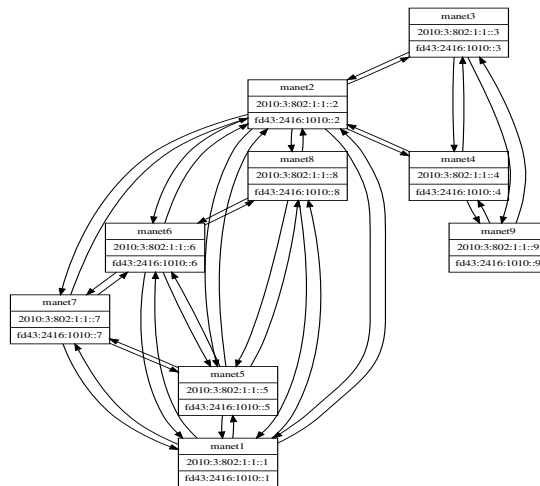 manet3
2010:3:802:1:1::3
fd43:2416:1010::3
manet2
2010:3:802:1:1::2
fd43:2416:1010::2
manet8
2010:3:802:1:1::8
fd43:2416:1010::8
manet4
2010:3:802:1:1::4
fd43:2416:1010::4
manet6
2010:3:802:1:1::6
fd43:2416:1010::6
manet9
2010:3:802:1:1::9
fd43:2416:1010::9
manet7
2010:3:802:1:1::7
fd43:2416:1010::7
manet5
2010:3:802:1:1::5
fd43:2416:1010::5
manet1
2010:3:802:1:1::1
fd43:2416:1010::1